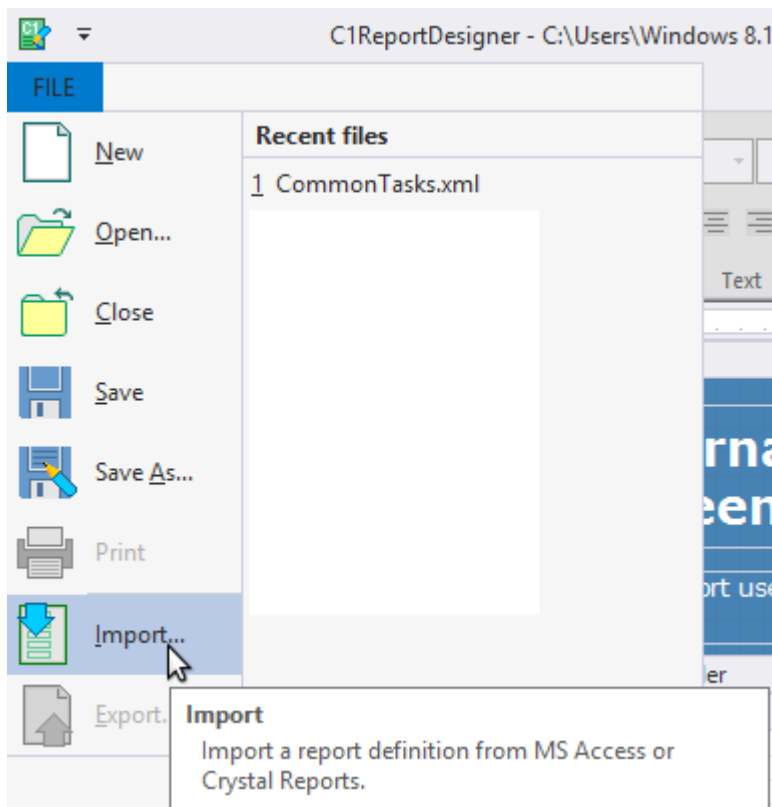 C1ReportDesigner - C:\Users\Windows 8.1
FILE
New
Open...
Close
Save
Save As...
Print
Import...
Export.
Recent files
1 CommonTasks.xml
Text
Import
Import a report definition from MS Access or
Crystal Reports.